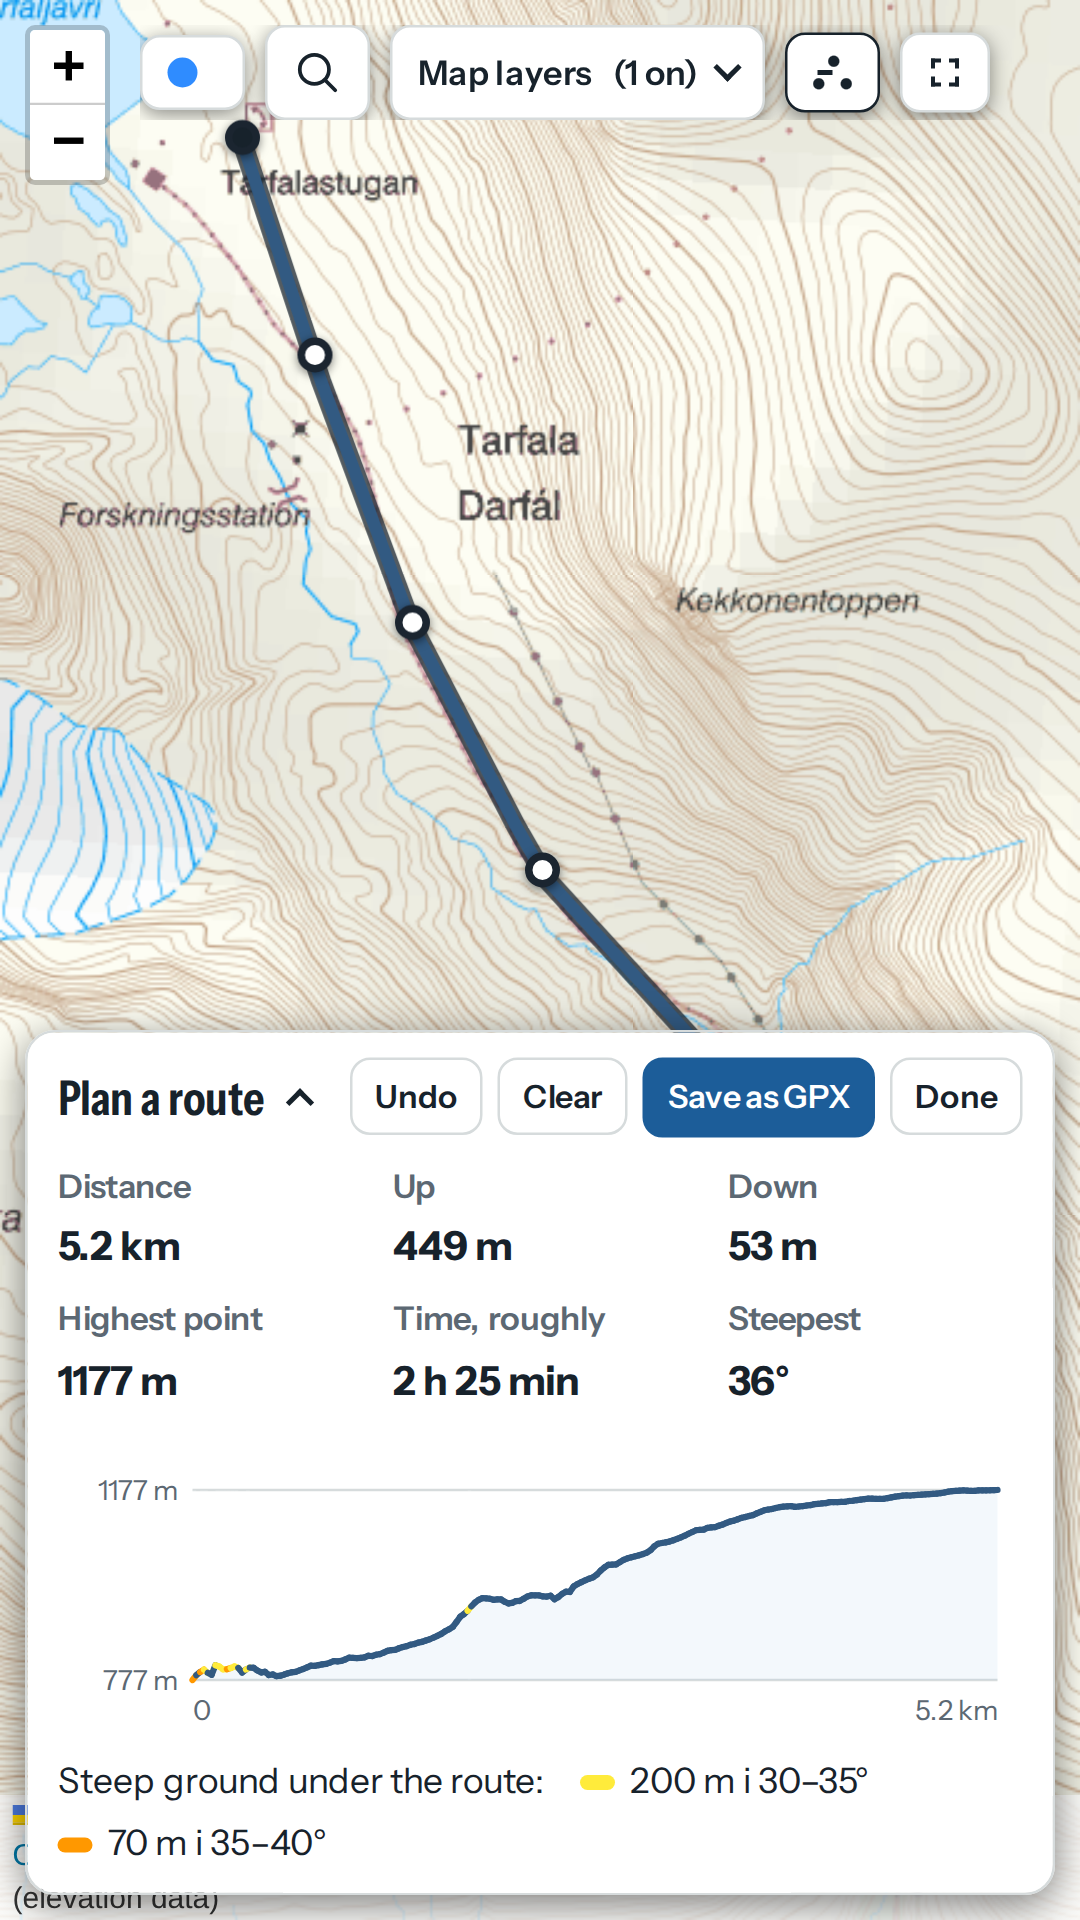 +
Map layers (1 on)
−
Tarfalastugan
Tarfala
Darfál
Forskningsstation
Kekkonentoppen
Plan a route
Undo
Clear
Save as GPX
Done
Distance
Up
Down
5.2 km
449 m
53 m
Highest point
Time, roughly
Steepest
1177 m
2 h 25 min
36°
1177 m
777 m
0
5.2 km
Steep ground under the route: 200 m i 30–35°
70 m i 35–40°
(elevation data)